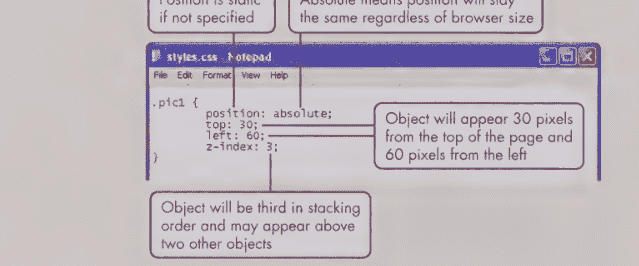 Position is static
if not specified
Absolute means position will stay
the same regardless of browser size
styles.css - Notepad
File Edit Format View Help
.pic1 {
position: absolute;
top: 30;
left: 60;
z-index: 3;
}
Object will appear 30 pixels
from the top of the page and
60 pixels from the left
Object will be third in stacking
order and may appear above
two other objects